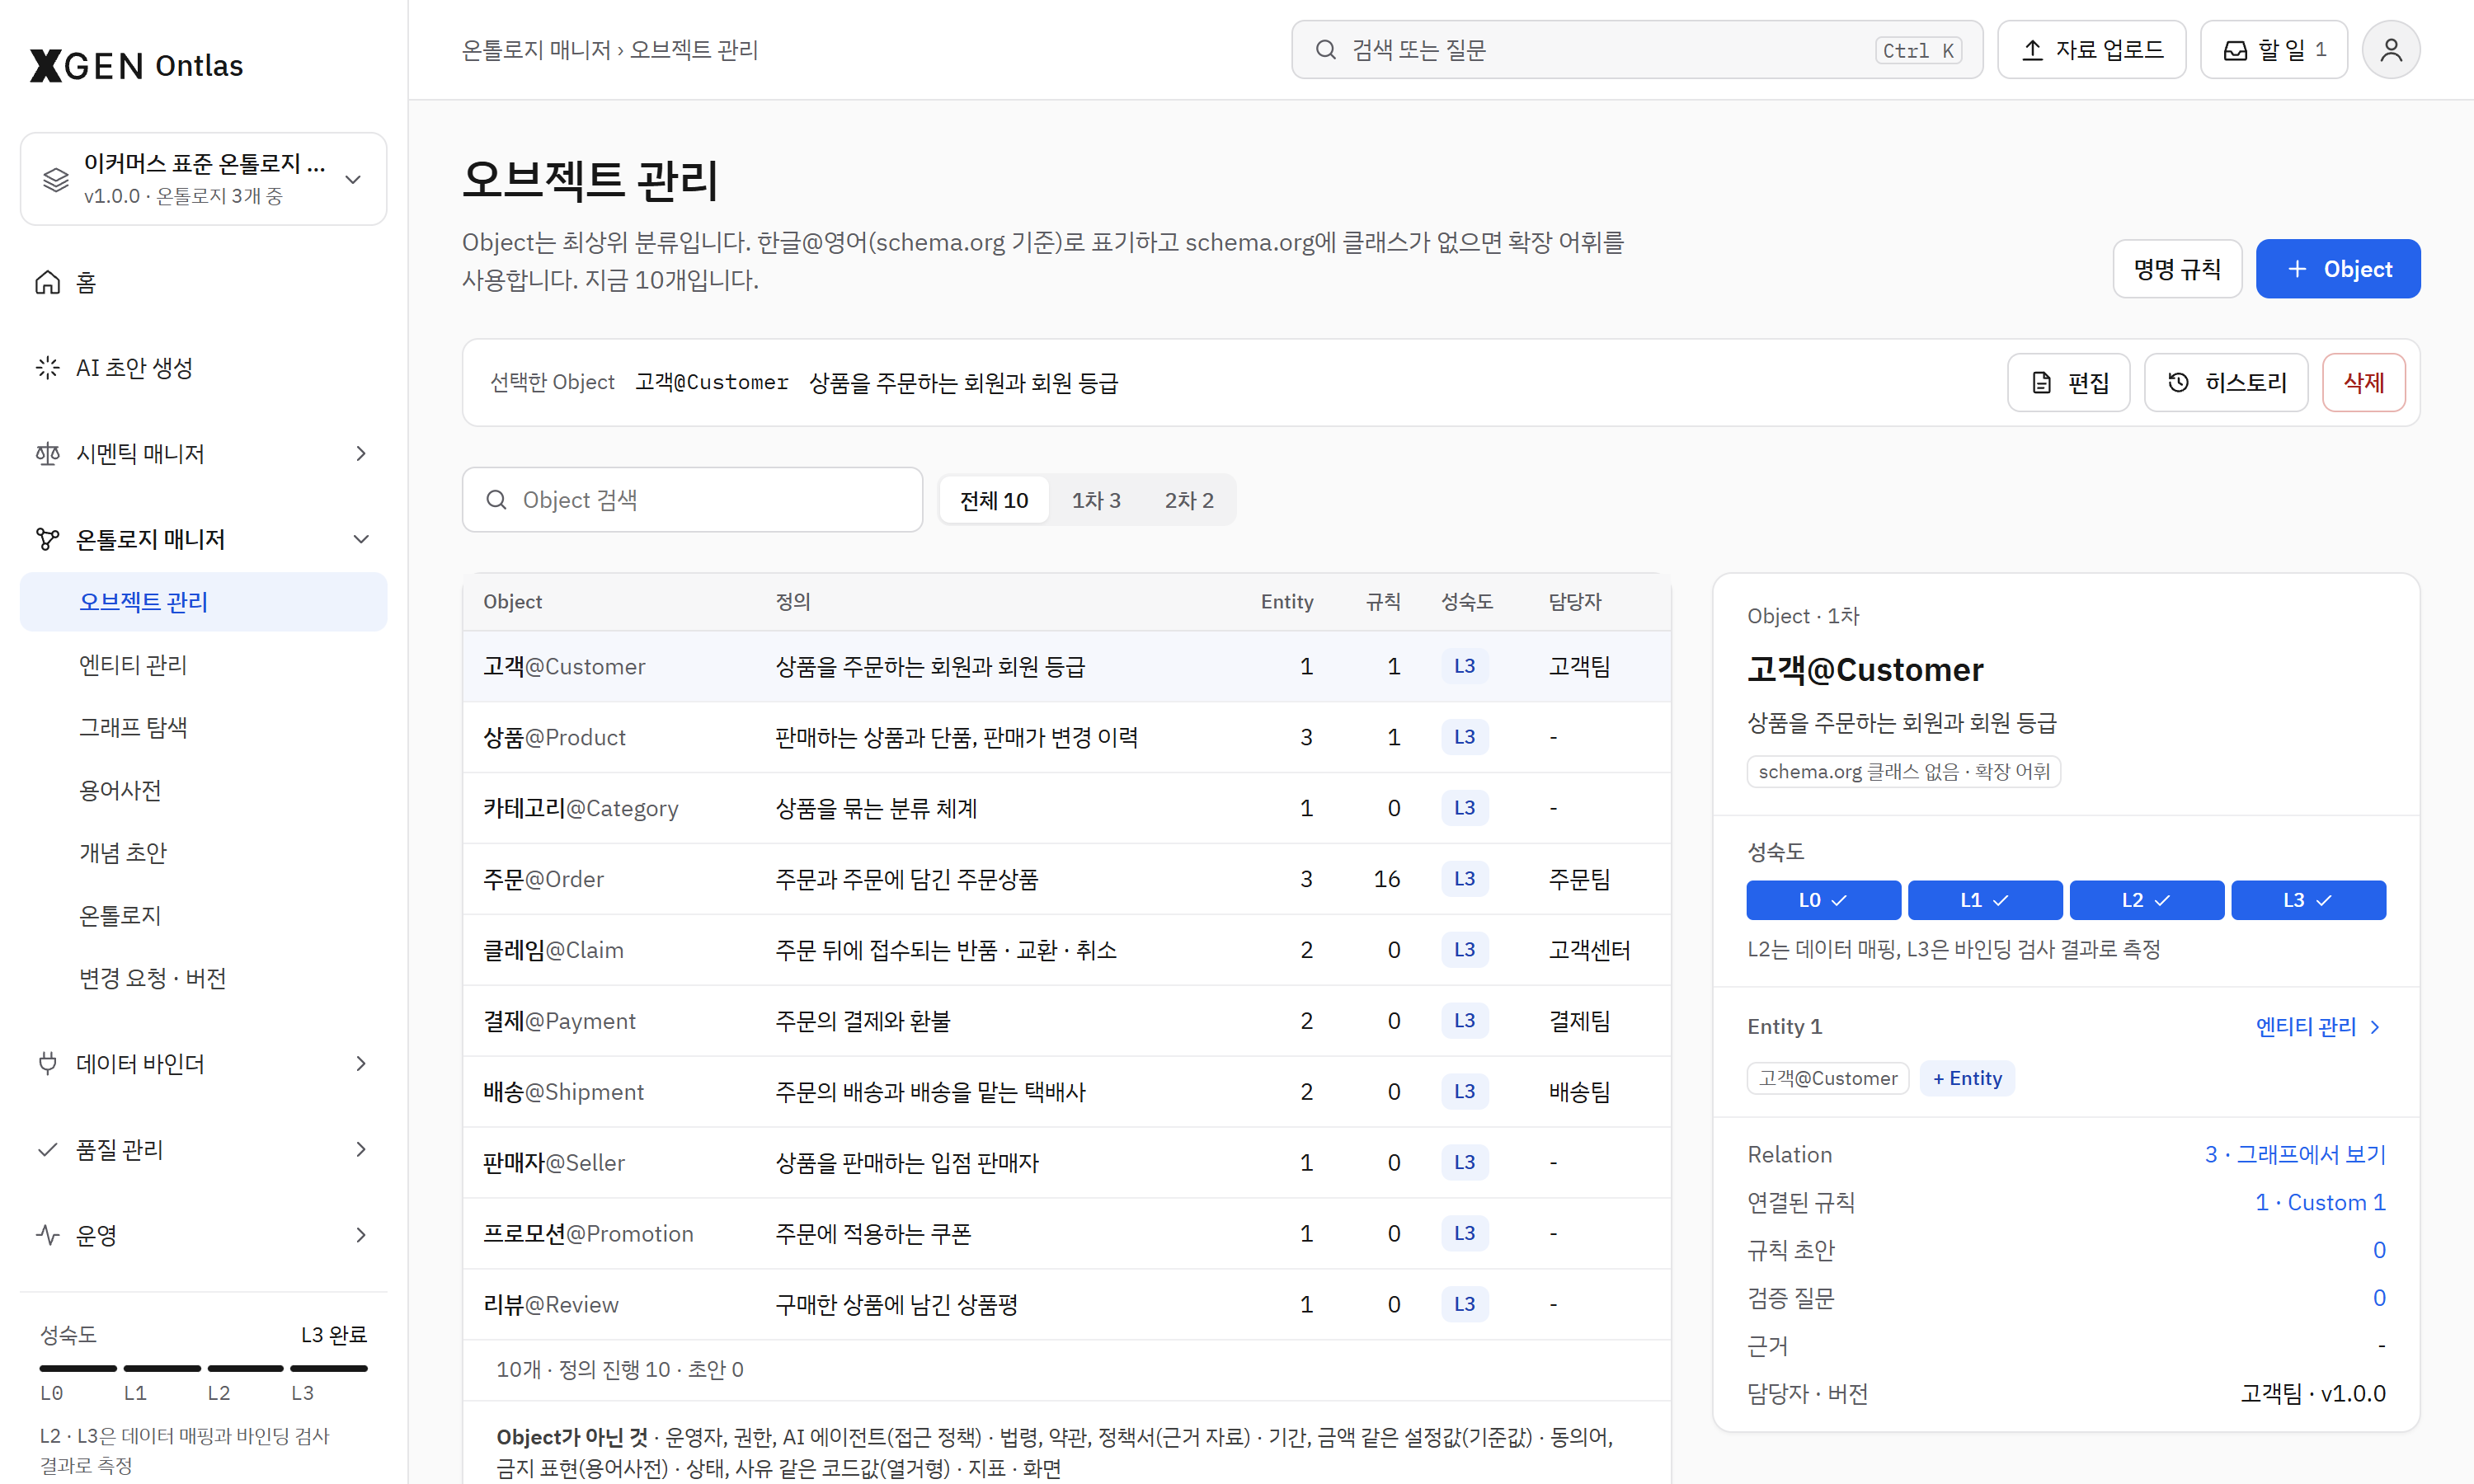 XGEN Ontlas
이커머스 표준 온톨로지 ...
v1.0.0 · 온톨로지 3개 중
홈
AI 초안 생성
시멘틱 매니저
온톨로지 매니저
오브젝트 관리
엔티티 관리
그래프 탐색
용어사전
개념 초안
온톨로지
변경 요청 · 버전
데이터 바인더
품질 관리
운영
성숙도 L3 완료
L0 L1 L2 L3
L2 · L3은 데이터 매핑과 바인딩 검사
결과로 측정
온톨로지 매니저 › 오브젝트 관리
검색 또는 질문 Ctrl K
자료 업로드
할 일 1
오브젝트 관리
Object는 최상위 분류입니다. 한글@영어(schema.org 기준)로 표기하고 schema.org에 클래스가 없으면 확장 어휘를
사용합니다. 지금 10개입니다.
명명 규칙
+ Object
선택한 Object 고객@Customer 상품을 주문하는 회원과 회원 등급
편집
히스토리
삭제
Object 검색
전체 10 1차 3 2차 2
Object 정의 Entity 규칙 성숙도 담당자
고객@Customer 상품을 주문하는 회원과 회원 등급 1 1 L3 고객팀
상품@Product 판매하는 상품과 단품, 판매가 변경 이력 3 1 L3 -
카테고리@Category 상품을 묶는 분류 체계 1 0 L3 -
주문@Order 주문과 주문에 담긴 주문상품 3 16 L3 주문팀
클레임@Claim 주문 뒤에 접수되는 반품 · 교환 · 취소 2 0 L3 고객센터
결제@Payment 주문의 결제와 환불 2 0 L3 결제팀
배송@Shipment 주문의 배송과 배송을 맡는 택배사 2 0 L3 배송팀
판매자@Seller 상품을 판매하는 입점 판매자 1 0 L3 -
프로모션@Promotion 주문에 적용하는 쿠폰 1 0 L3 -
리뷰@Review 구매한 상품에 남긴 상품평 1 0 L3 -
10개 · 정의 진행 10 · 초안 0
Object가 아닌 것 · 운영자, 권한, AI 에이전트(접근 정책) · 법령, 약관, 정책서(근거 자료) · 기간, 금액 같은 설정값(기준값) · 동의어,
금지 표현(용어사전) · 상태, 사유 같은 코드값(열거형) · 지표 · 화면
Object · 1차
고객@Customer
상품을 주문하는 회원과 회원 등급
schema.org 클래스 없음 · 확장 어휘
성숙도
L0 L1 L2 L3
L2는 데이터 매핑, L3은 바인딩 검사 결과로 측정
Entity 1 엔티티 관리
고객@Customer + Entity
Relation 3 · 그래프에서 보기
연결된 규칙 1 · Custom 1
규칙 초안 0
검증 질문 0
근거 -
담당자 · 버전 고객팀 · v1.0.0